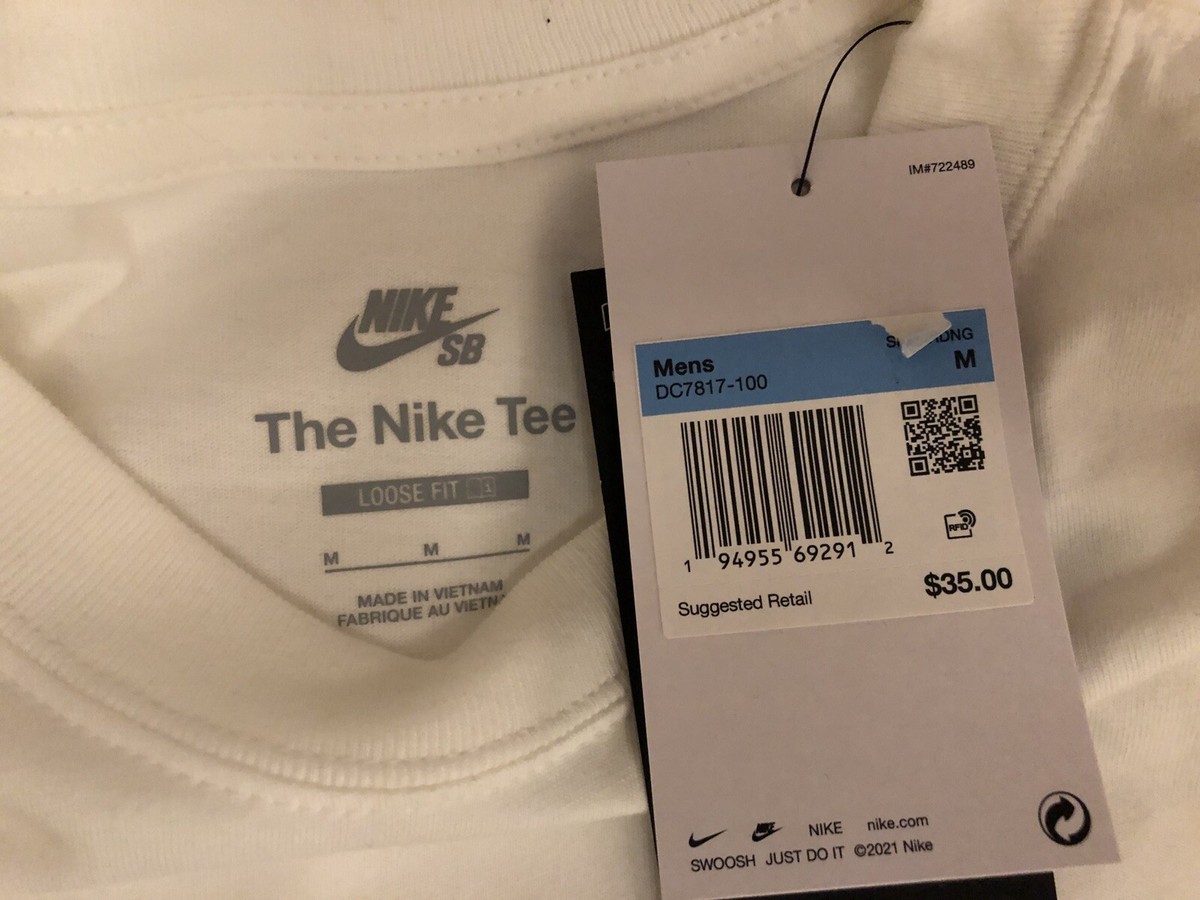 NIKE
SB
The Nike Tee
LOOSE FIT
M M M
MADE IN VIETNAM
FABRIQUE AU
IM#722489
Mens
M
DC7817-100
RFID
1 94955 69291 2
Suggested Retail
$35.00
NIKE nike.com
SWOOSH JUST DO IT ©2021 Nike